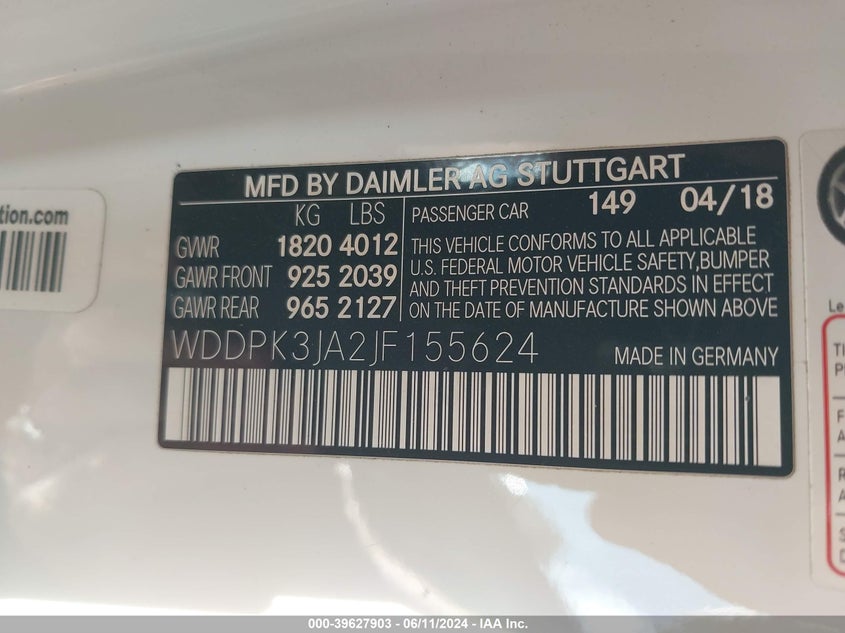 MFD BY DAIMLER AG STUTTGART
KG LBS
GVWR 1820 4012
GAWR FRONT 925 2039
GAWR REAR 965 2127
PASSENGER CAR 149 04/18
THIS VEHICLE CONFORMS TO ALL APPLICABLE
U.S. FEDERAL MOTOR VEHICLE SAFETY,BUMPER
AND THEFT PREVENTION STANDARDS IN EFFECT
ON THE DATE OF MANUFACTURE SHOWN ABOVE
WDDPK3JA2JF155624 MADE IN GERMANY
tion.com
Le
TI
P
F
A
R
A
S
D
000-39627903 - 06/11/2024 - IAA Inc.